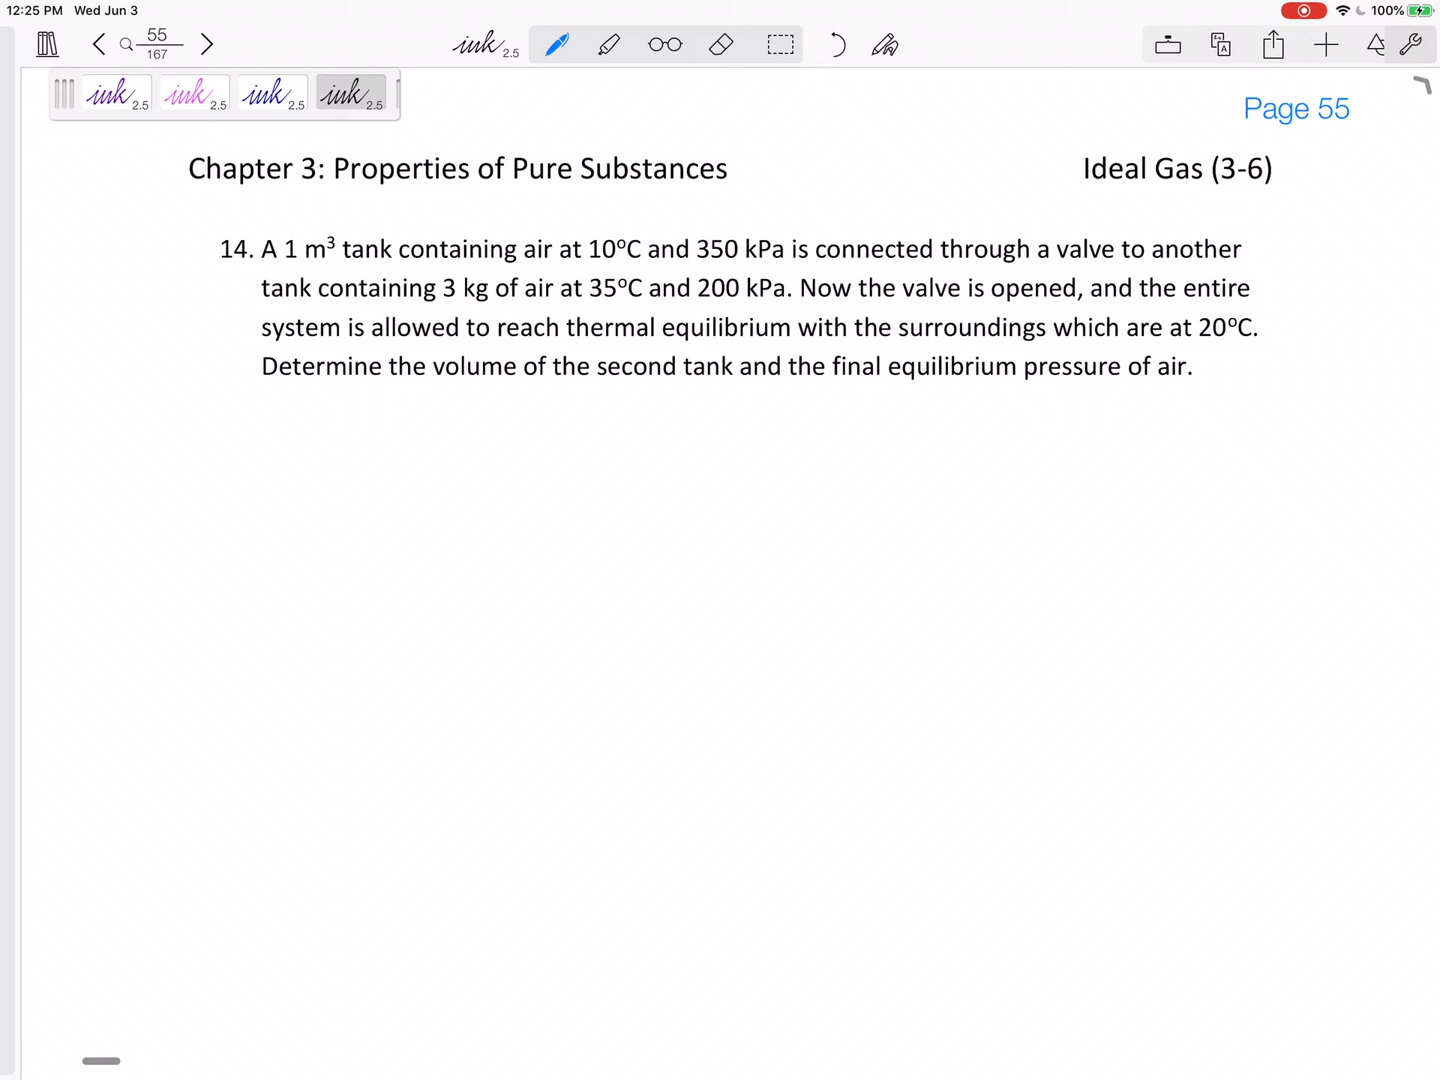 12:25 PM Wed Jun 3
100%
55
167
ink 2.5
ink 2.5
ink 2.5
ink 2.5
ink 2.5
Page 55
Chapter 3: Properties of Pure Substances
Ideal Gas (3-6)
14. A 1 m³ tank containing air at 10°C and 350 kPa is connected through a valve to another
tank containing 3 kg of air at 35°C and 200 kPa. Now the valve is opened, and the entire
system is allowed to reach thermal equilibrium with the surroundings which are at 20°C.
Determine the volume of the second tank and the final equilibrium pressure of air.